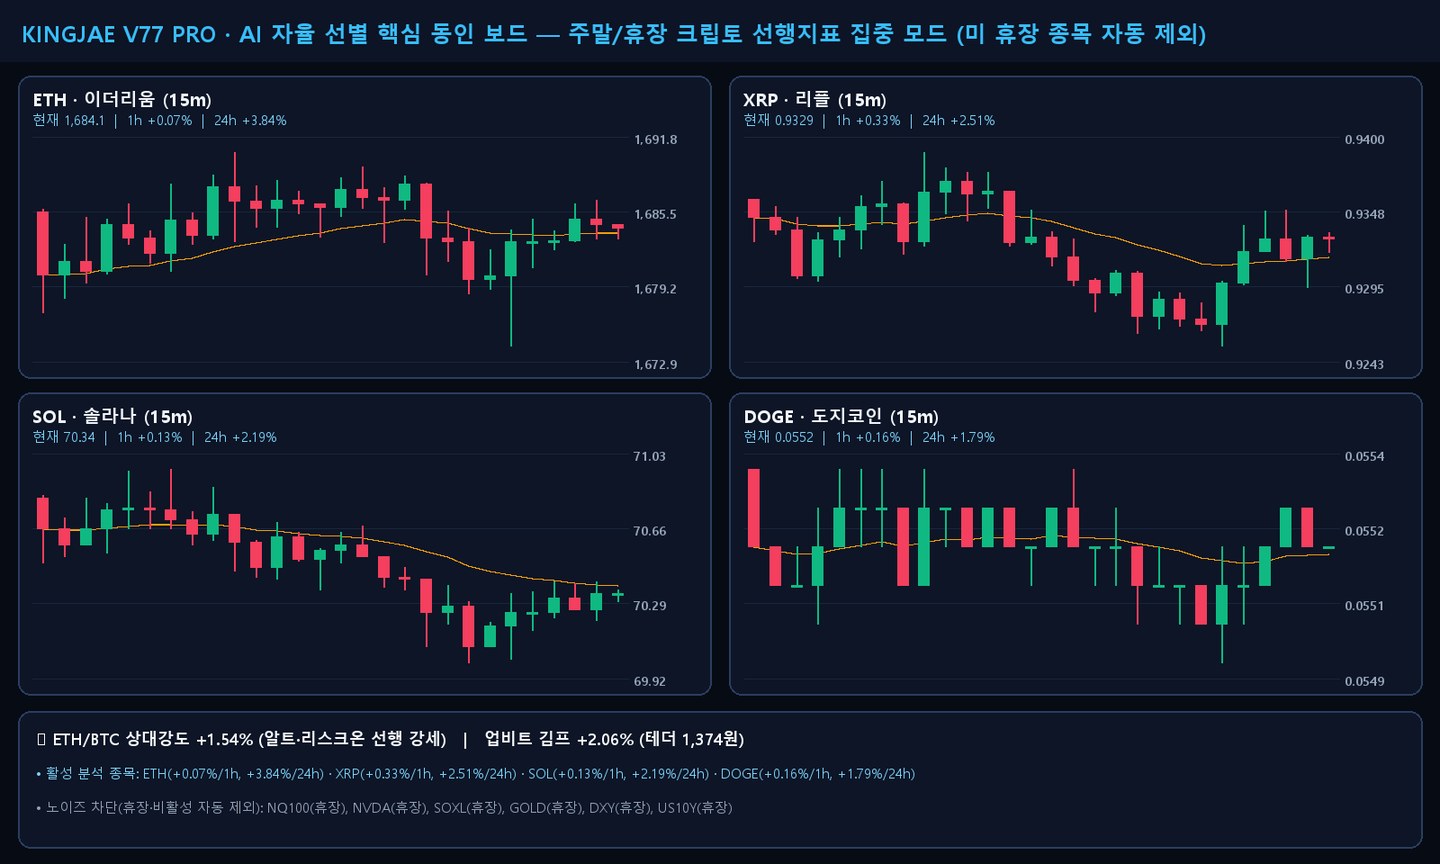 KINGJAE V77 PRO · AI 자율 선별 핵심 동인 보드 — 주말/휴장 크립토 선행지표 집중 모드 (미 휴장 종목 자동 제외)
ETH · 이더리움 (15m)
현재 1,684.1 | 1h +0.07% | 24h +3.84%
1,691.8
1,685.5
1,679.2
1,672.9
XRP · 리플 (15m)
현재 0.9329 | 1h +0.33% | 24h +2.51%
0.9400
0.9348
0.9295
0.9243
SOL · 솔라나 (15m)
현재 70.34 | 1h +0.13% | 24h +2.19%
71.03
70.66
70.29
69.92
DOGE · 도지코인 (15m)
현재 0.0552 | 1h +0.16% | 24h +1.79%
0.0554
0.0552
0.0551
0.0549
ETH/BTC 상대강도 +1.54% (알트·리스크온 선행 강세) | 업비트 김프 +2.06% (테더 1,374원)
• 활성 분석 종목: ETH(+0.07%/1h, +3.84%/24h) · XRP(+0.33%/1h, +2.51%/24h) · SOL(+0.13%/1h, +2.19%/24h) · DOGE(+0.16%/1h, +1.79%/24h)
• 노이즈 차단(휴장·비활성 자동 제외): NQ100(휴장), NVDA(휴장), SOXL(휴장), GOLD(휴장), DXY(휴장), US10Y(휴장)